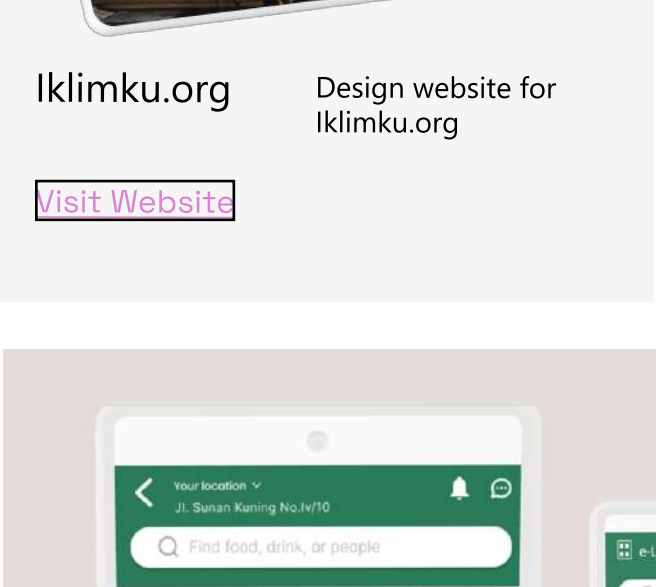 Iklimku.org
Design website for
Iklimku.org
Visit Website
Your location
Jl. Sunan Kuning No.Iv/10
Find food, drink, or people